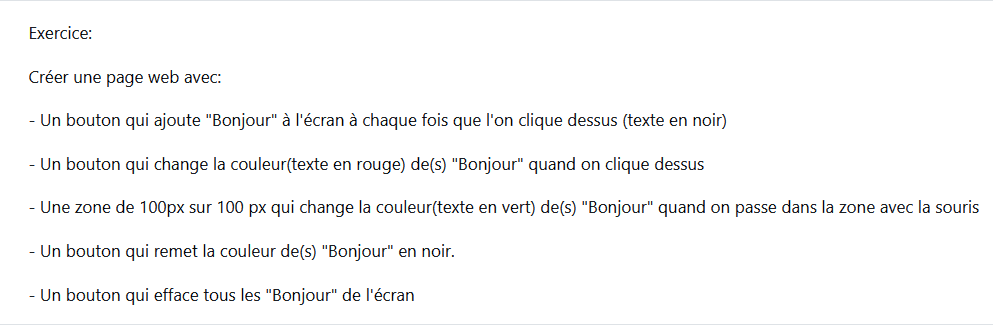 Exercice:
Créer une page web avec:
- Un bouton qui ajoute "Bonjour" à l'écran à chaque fois que l'on clique dessus (texte en noir)
- Un bouton qui change la couleur(texte en rouge) de(s) "Bonjour" quand on clique dessus
- Une zone de 100px sur 100 px qui change la couleur(texte en vert) de(s) "Bonjour" quand on passe dans la zone avec la souris
- Un bouton qui remet la couleur de(s) "Bonjour" en noir.
- Un bouton qui efface tous les "Bonjour" de l'écran